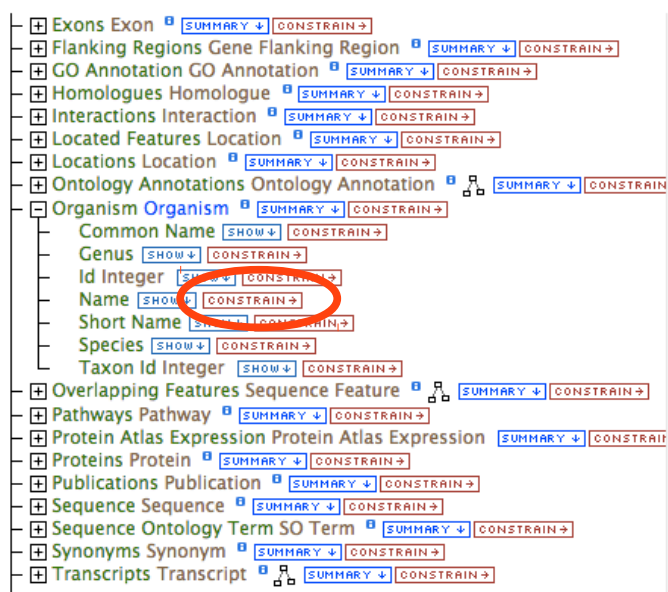 Exons Exon SUMMARY CONSTRAIN
Flanking Regions Gene Flanking Region SUMMARY CONSTRAIN
GO Annotation GO Annotation SUMMARY CONSTRAIN
Homologues Homologue SUMMARY CONSTRAIN
Interactions Interaction SUMMARY CONSTRAIN
Located Features Location SUMMARY CONSTRAIN
Locations Location SUMMARY CONSTRAIN
Ontology Annotations Ontology Annotation SUMMARY CONSTRAIN
Organism Organism SUMMARY CONSTRAIN
Common Name SHOW CONSTRAIN
Genus SHOW CONSTRAIN
Id Integer SHOW CONSTRAIN
Name SHOW CONSTRAIN
Short Name SHOW CONSTRAIN
Species SHOW CONSTRAIN
Taxon Id Integer SHOW CONSTRAIN
Overlapping Features Sequence Feature SUMMARY CONSTRAIN
Pathways Pathway SUMMARY CONSTRAIN
Protein Atlas Expression Protein Atlas Expression SUMMARY CONSTRAIN
Proteins Protein SUMMARY CONSTRAIN
Publications Publication SUMMARY CONSTRAIN
Sequence Sequence SUMMARY CONSTRAIN
Sequence Ontology Term SO Term SUMMARY CONSTRAIN
Synonyms Synonym SUMMARY CONSTRAIN
Transcripts Transcript SUMMARY CONSTRAIN